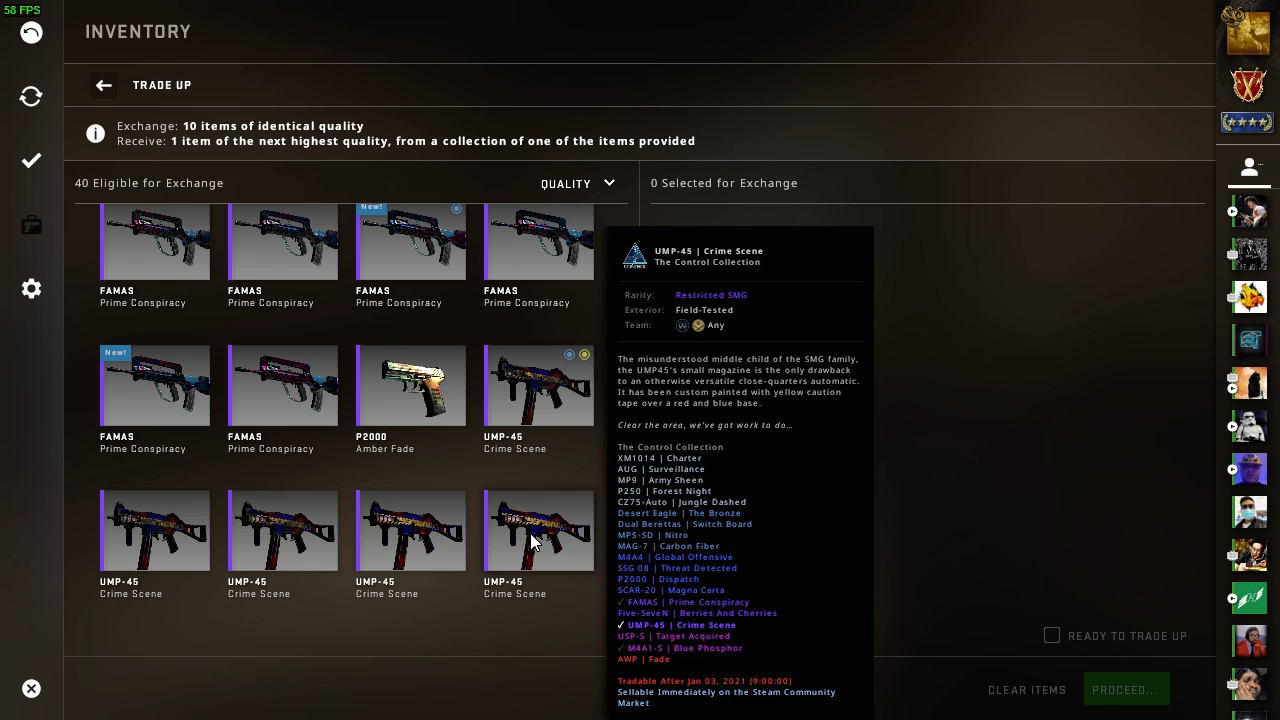 58 FPS
INVENTORY
TRADE UP
Exchange: 10 items of identical quality
Receive: 1 item of the next highest quality, from a collection of one of the items provided
40 Eligible for Exchange
QUALITY
0 Selected for Exchange
New!
FAMAS
Prime Conspiracy
FAMAS
Prime Conspiracy
FAMAS
Prime Conspiracy
FAMAS
Prime Conspiracy
New!
FAMAS
Prime Conspiracy
FAMAS
Prime Conspiracy
P2000
Amber Fade
UMP-45
Crime Scene
UMP-45
Crime Scene
UMP-45
Crime Scene
UMP-45
Crime Scene
UMP-45
Crime Scene
CONTROL
UMP-45 | Crime Scene
The Control Collection
Rarity: Restricted SMG
Exterior: Field-Tested
Team: Any
The misunderstood middle child of the SMG family,
the UMP45's small magazine is the only drawback
to an otherwise versatile close-quarters automatic.
It has been custom painted with yellow caution
tape over a red and blue base.
Clear the area, we've got work to do…
The Control Collection
XM1014 | Charter
AUG | Surveillance
MP9 | Army Sheen
P250 | Forest Night
CZ75-Auto | Jungle Dashed
Desert Eagle | The Bronze
Dual Berettas | Switch Board
MP5-SD | Nitro
MAG-7 | Carbon Fiber
M4A4 | Global Offensive
SSG 08 | Threat Detected
P2000 | Dispatch
SCAR-20 | Magna Carta
✓ FAMAS | Prime Conspiracy
Five-SeveN | Berries And Cherries
✓ UMP-45 | Crime Scene
USP-S | Target Acquired
✓ M4A1-S | Blue Phosphor
AWP | Fade
Tradable After Jan 03, 2021 (9:00:00)
Sellable Immediately on the Steam Community
Market
READY TO TRADE UP
CLEAR ITEMS
PROCEED...